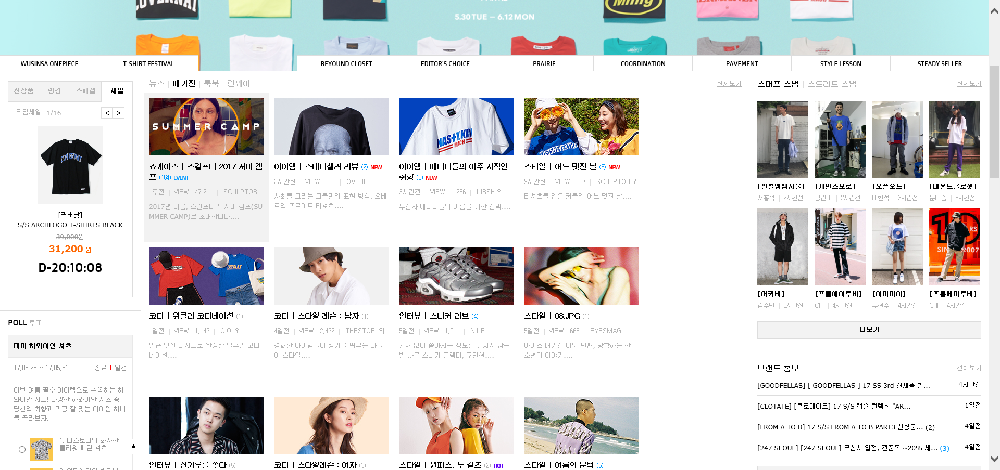 COVERNAT
Ming
MACH
5.30 TUE – 6.12 MON
WUSINSA ONEPIECE
T-SHIRT FESTIVAL
BEYOUND CLOSET
EDITOR'S CHOICE
PRAIRIE
COORDINATION
PAVEMENT
STYLE LESSON
STEADY SELLER
신상품
랭킹
스페셜
세일
타임세일 1/16
< >
COVERNAT
[커버낫]
S/S ARCHLOGO T-SHIRTS BLACK
39,000원
31,200 원
D-20:10:08
POLL 투표
마이 하와이안 셔츠
17.05.26 ~ 17.05.31 종료 1 일전
이번 여름 필수 아이템으로 손꼽히는 하
와이안 셔츠! 다양한 하와이안 셔츠 중
당신의 취향과 가장 잘 맞는 아이템 하나
를 골라보자.
1. 더스토리의 화사한
플라워 패턴 셔츠
▲
뉴스 | 매거진 | 룩북 | 런웨이
전체보기
SUMMER CAMP
쇼케이스 | 스컬프터 2017 서머 캠
프 (164) EVENT
1주전 | VIEW : 47,211 | SCULPTOR
2017년 여름, 스컬프터의 서머 캠프(SU
MMER CAMP)로 초대합니다....
아이템 | 스테디셀러 리뷰 (2) NEW
2시간전 | VIEW : 205 | OVERR
사회를 그리는 그들만의 표현 방식. 오베
르의 프로이트 티셔츠....
NASTY.KICK
MACH
아이템 | 에디터들의 아주 사적인
취향 (3) NEW
3시간전 | VIEW : 1,266 | KIRSH 외
무신사 에디터들의 여름을 위한 선택....
THISISNEVERTHAT
스타일 | 어느 멋진 날 (5) NEW
9시간전 | VIEW : 687 | SCULPTOR 외
티셔츠를 입은 커플의 어느 멋진 날....
DEFAULT
코디 | 위클리 코디네이션 (1)
1일전 | VIEW : 1,147 | OiOi 외
일곱 빛깔 티셔츠로 완성한 일주일 코디
네이션....
코디 | 스타일 레슨 : 남자 (1)
4일전 | VIEW : 2,472 | THESTORI 외
경쾌한 아이템들이 생기를 띄우는 나들
이 스타일....
인터뷰 | 스니커 러브 (4)
5일전 | VIEW : 1,911 | NIKE
쉴새 없이 쏟아지는 정보를 놓치지 않는
발 빠른 스니커 콜렉터, 구민현....
스타일 | 08.JPG (1)
5일전 | VIEW : 663 | EYESMAG
아이즈 매거진 여덟 번째, 방황하는 한
소년의 이야기....
인터뷰 | 신기루를 쫓다 (5)
코디 | 스타일레슨 : 여자 (3)
스타일 | 원피스, 투 걸즈 (2) HOT
스타일 | 여름의 문턱 (5)
스태프 스냅 | 스트리트 스냅
전체보기
[팔칠엠엠서울]
서홍석 | 2시간전
[게인스보로]
강건마 | 2시간전
[오픈오드]
이현석 | 3시간전
[비욘드클로젯]
문다솜 | 3시간전
10
YEARS
SINCE 2007
[어커버]
김수빈 | 3시간전
[프롬에이투비]
CRI | 4시간전
[아이아이]
우현주 | 4시간전
[프롬에이투비]
CRI | 4시간전
더보기
브랜드 홍보
전체보기
[GOODFELLAS] [ GOODFELLAS ] 17 SS 3rd 신제품 발... 4시간전
[CLOTATE] [클로테이트] 17 S/S 캡슐 컬렉션 "AR... 1일전
[FROM A TO B] 17 S/S FROM A TO B PART3 신상품... (2) 4일전
[247 SEOUL] [247 SEOUL] 무신사 입점, 전품목 ~20% 세... (3) 4일전